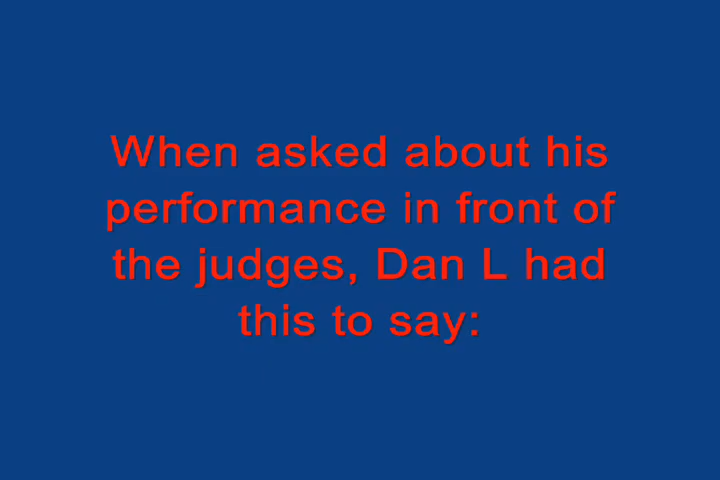 When asked about his
performance in front of
the judges, Dan L had
this to say: